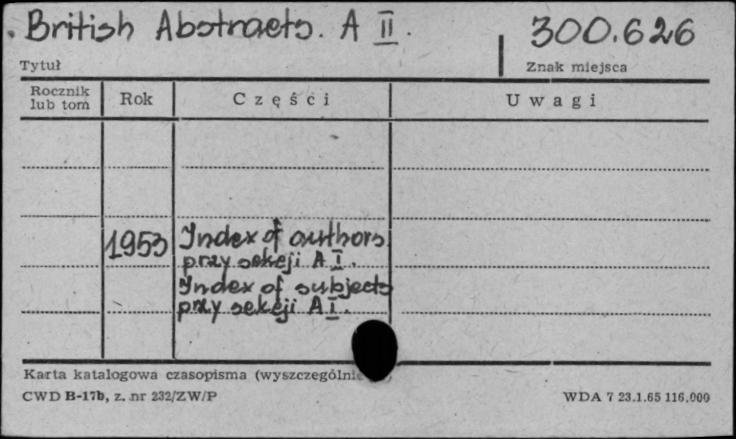 British Abstracts. A II.
300.626
Tytuł
Znak miejsca
Rocznik lub tom
Rok
Części
Uwagi
1953
Index of authors
przy sekcji A I.
Index of subjects
przy sekcji A I.
Karta katalogowa czasopisma
CWD B-17b, z. nr 232/ZW/P
WDA 7 23.1.65 116.000